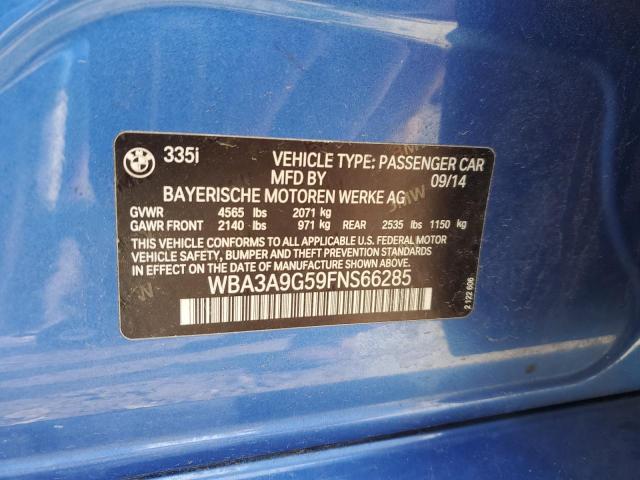 335i VEHICLE TYPE: PASSENGER CAR
MFD BY 09/14
BAYERISCHE MOTOREN WERKE AG
GVWR 4565 lbs 2071 kg
GAWR FRONT 2140 lbs 971 kg REAR 2535 lbs 1150 kg
THIS VEHICLE CONFORMS TO ALL APPLICABLE U.S. FEDERAL MOTOR
VEHICLE SAFETY, BUMPER AND THEFT PREVENTION STANDARDS
IN EFFECT ON THE DATE OF MANUFACTURE SHOWN ABOVE.
WBA3A9G59FNS66285
2 122 606